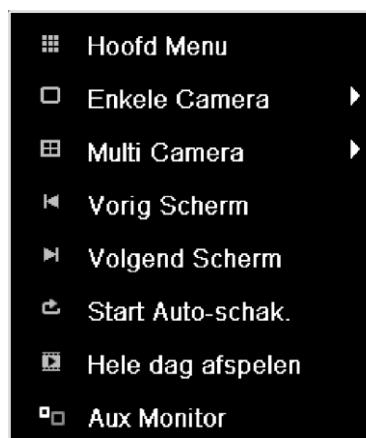 Hoofd Menu
Enkele Camera
Multi Camera
Vorig Scherm
Volgend Scherm
Start Auto-schak.
Hele dag afspelen
Aux Monitor